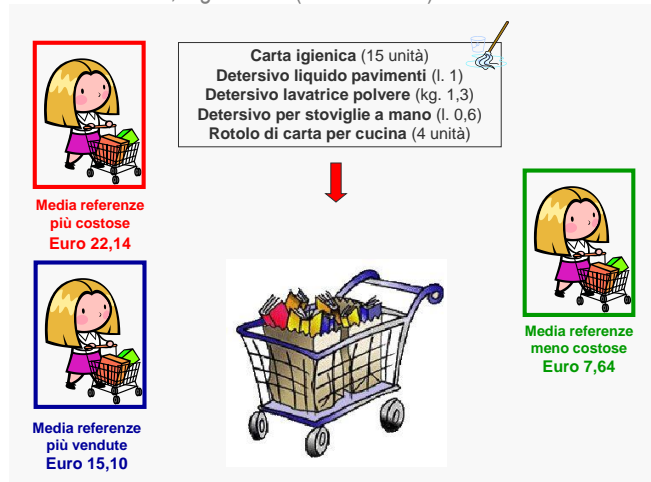 Carta igienica (15 unità)
Detersivo liquido pavimenti (l. 1)
Detersivo lavatrice polvere (kg. 1,3)
Detersivo per stoviglie a mano (l. 0,6)
Rotolo di carta per cucina (4 unità)
Media referenze
più costose
Euro 22,14
Media referenze
meno costose
Euro 7,64
Media referenze
più vendute
Euro 15,10